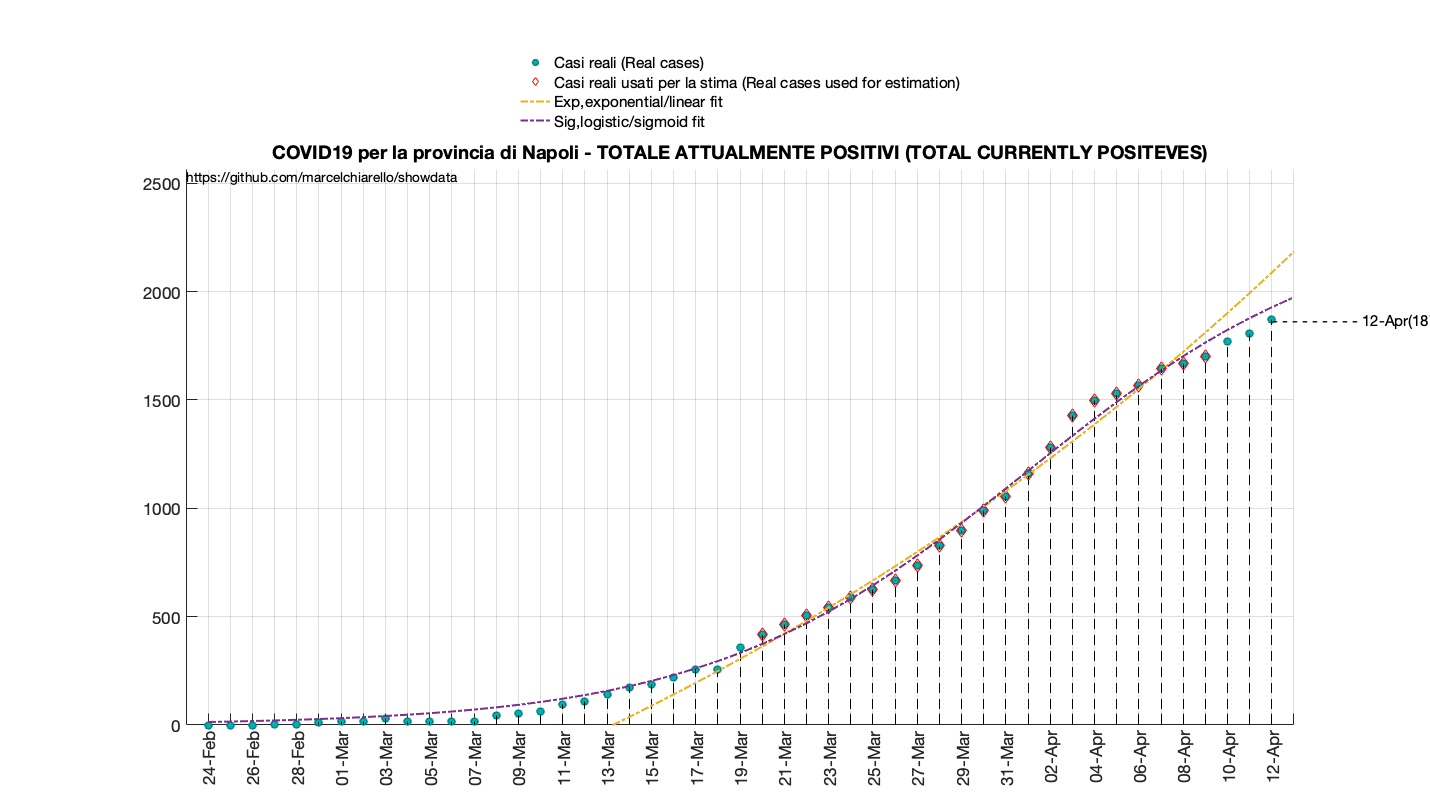 Casi reali (Real cases)
Casi reali usati per la stima (Real cases used for estimation)
Exp,exponential/linear fit
Sig,logistic/sigmoid fit
COVID19 per la provincia di Napoli - TOTALE ATTUALMENTE POSITIVI (TOTAL CURRENTLY POSITEVES)
https://github.com/marcelchiarello/showdata
2500
2000
12-Apr(18
1500
1000
500
0
24-Feb
26-Feb
28-Feb
01-Mar
03-Mar
05-Mar
07-Mar
09-Mar
11-Mar
13-Mar
15-Mar
17-Mar
19-Mar
21-Mar
23-Mar
25-Mar
27-Mar
29-Mar
31-Mar
02-Apr
04-Apr
06-Apr
08-Apr
10-Apr
12-Apr